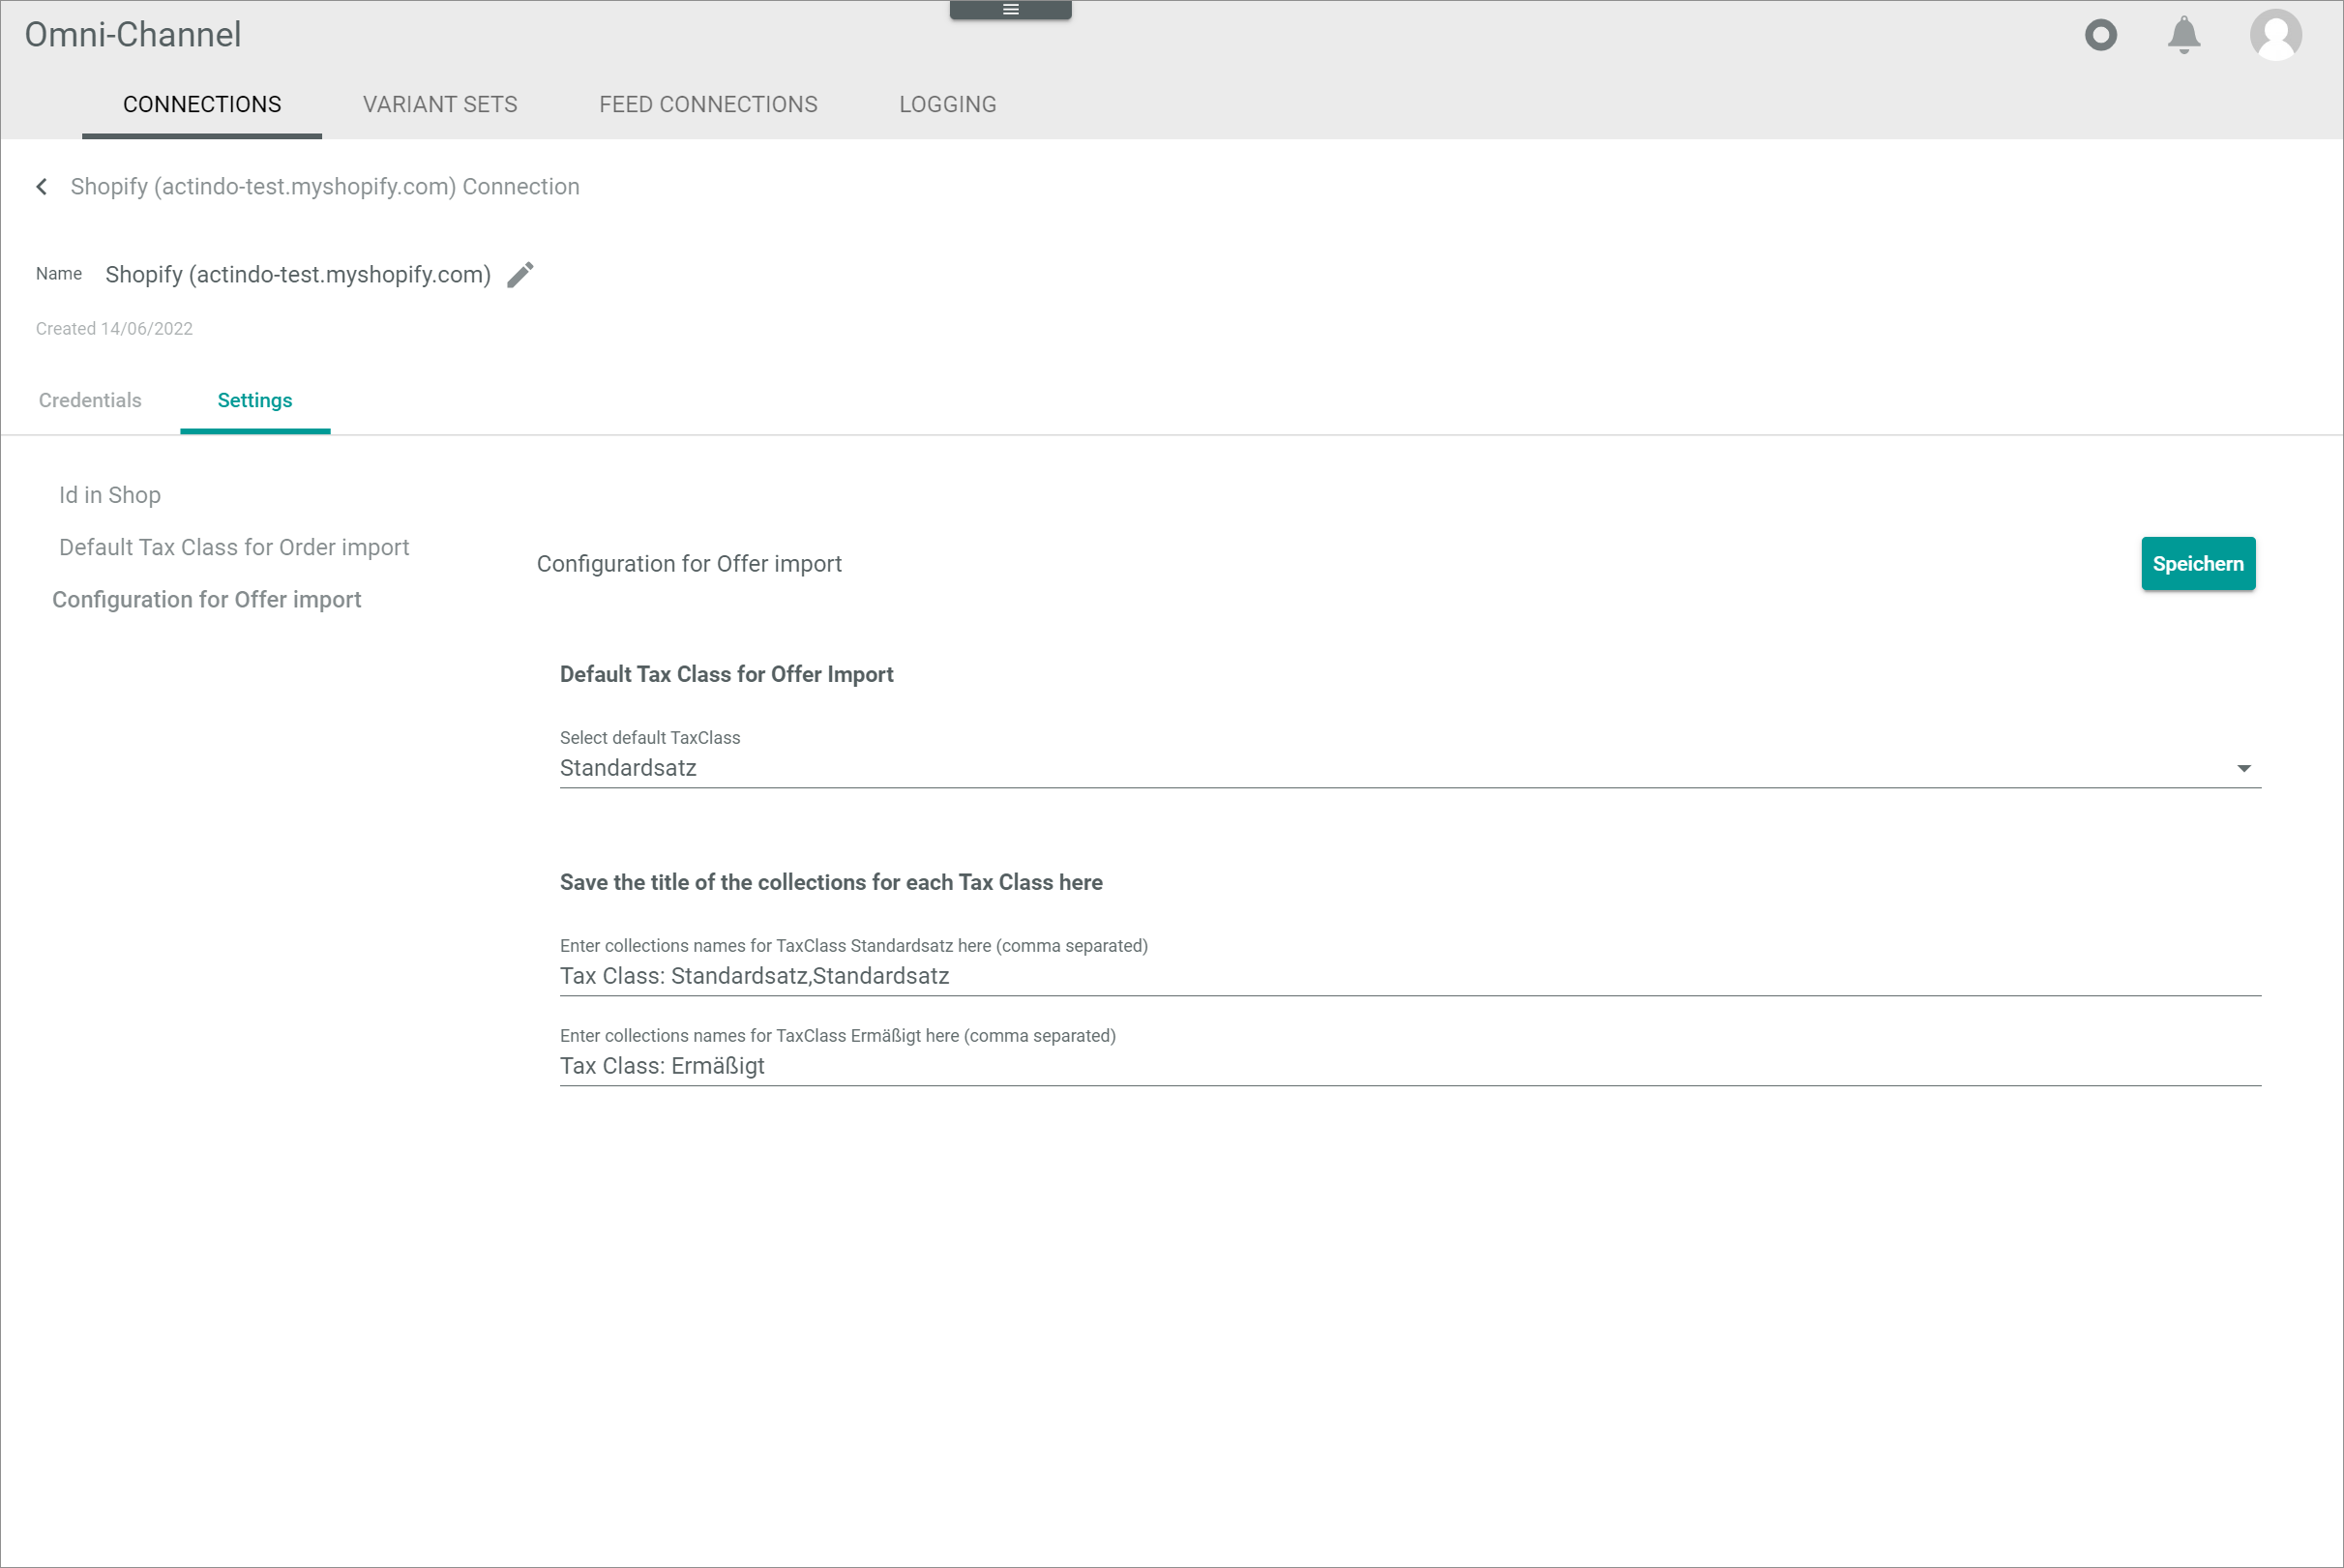 Omni-Channel
CONNECTIONS VARIANT SETS FEED CONNECTIONS LOGGING
Shopify (actindo-test.myshopify.com) Connection
Name Shopify (actindo-test.myshopify.com)
Created 14/06/2022
Credentials Settings
Id in Shop
Default Tax Class for Order import
Configuration for Offer import
Configuration for Offer import
Speichern
Default Tax Class for Offer Import
Select default TaxClass
Standardsatz
Save the title of the collections for each Tax Class here
Enter collections names for TaxClass Standardsatz here (comma separated)
Tax Class: Standardsatz,Standardsatz
Enter collections names for TaxClass Ermäßigt here (comma separated)
Tax Class: Ermäßigt